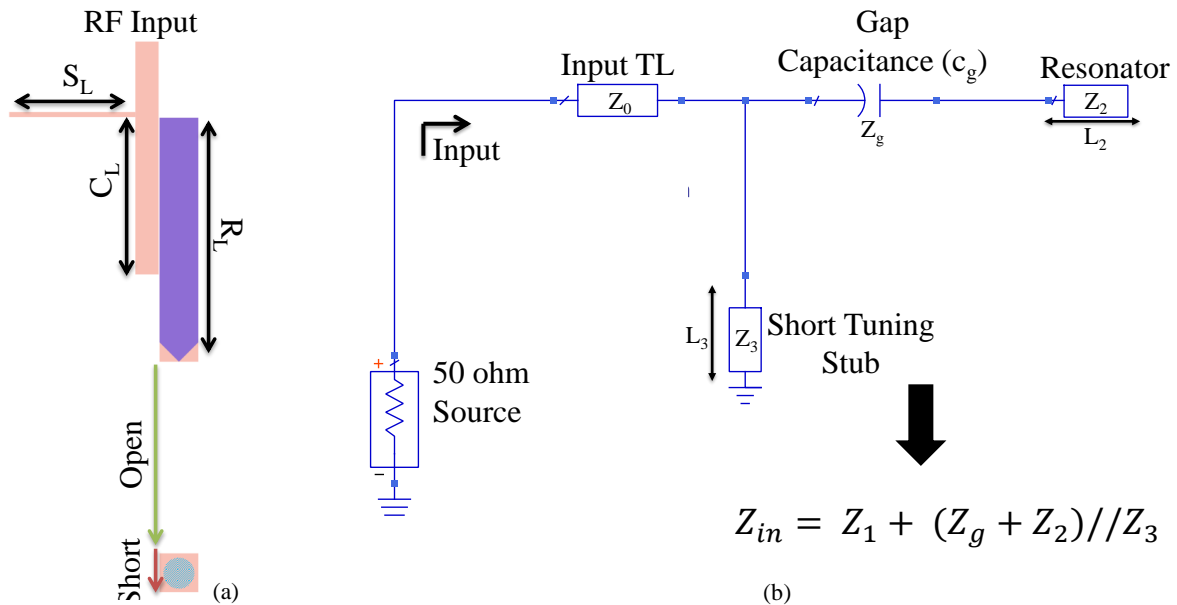 RF Input
S_L
C_L
R_L
Open
Short
(a)
Input TL
Z_0
Gap
Capacitance (c_g)
Z_g
Resonator
Z_2
L_2
Input
+
50 ohm
Source
−
L_3
Z_3
Short Tuning
Stub
Z_in = Z_1 + (Z_g + Z_2)//Z_3
(b)